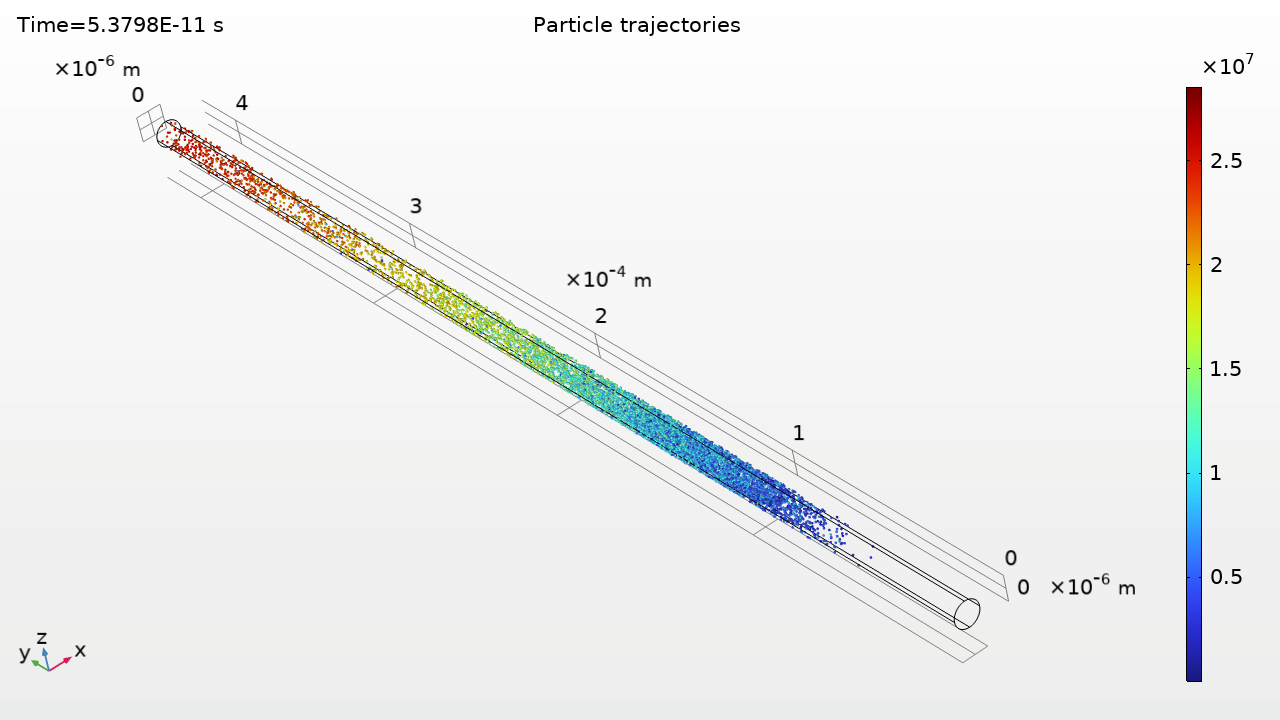 Time=5.3798E-11 s
Particle trajectories
×10⁷
×10⁻⁶ m
0
4
2.5
3
2
×10⁻⁴ m
2
1.5
1
1
0
0 ×10⁻⁶ m
0.5
z
y
x